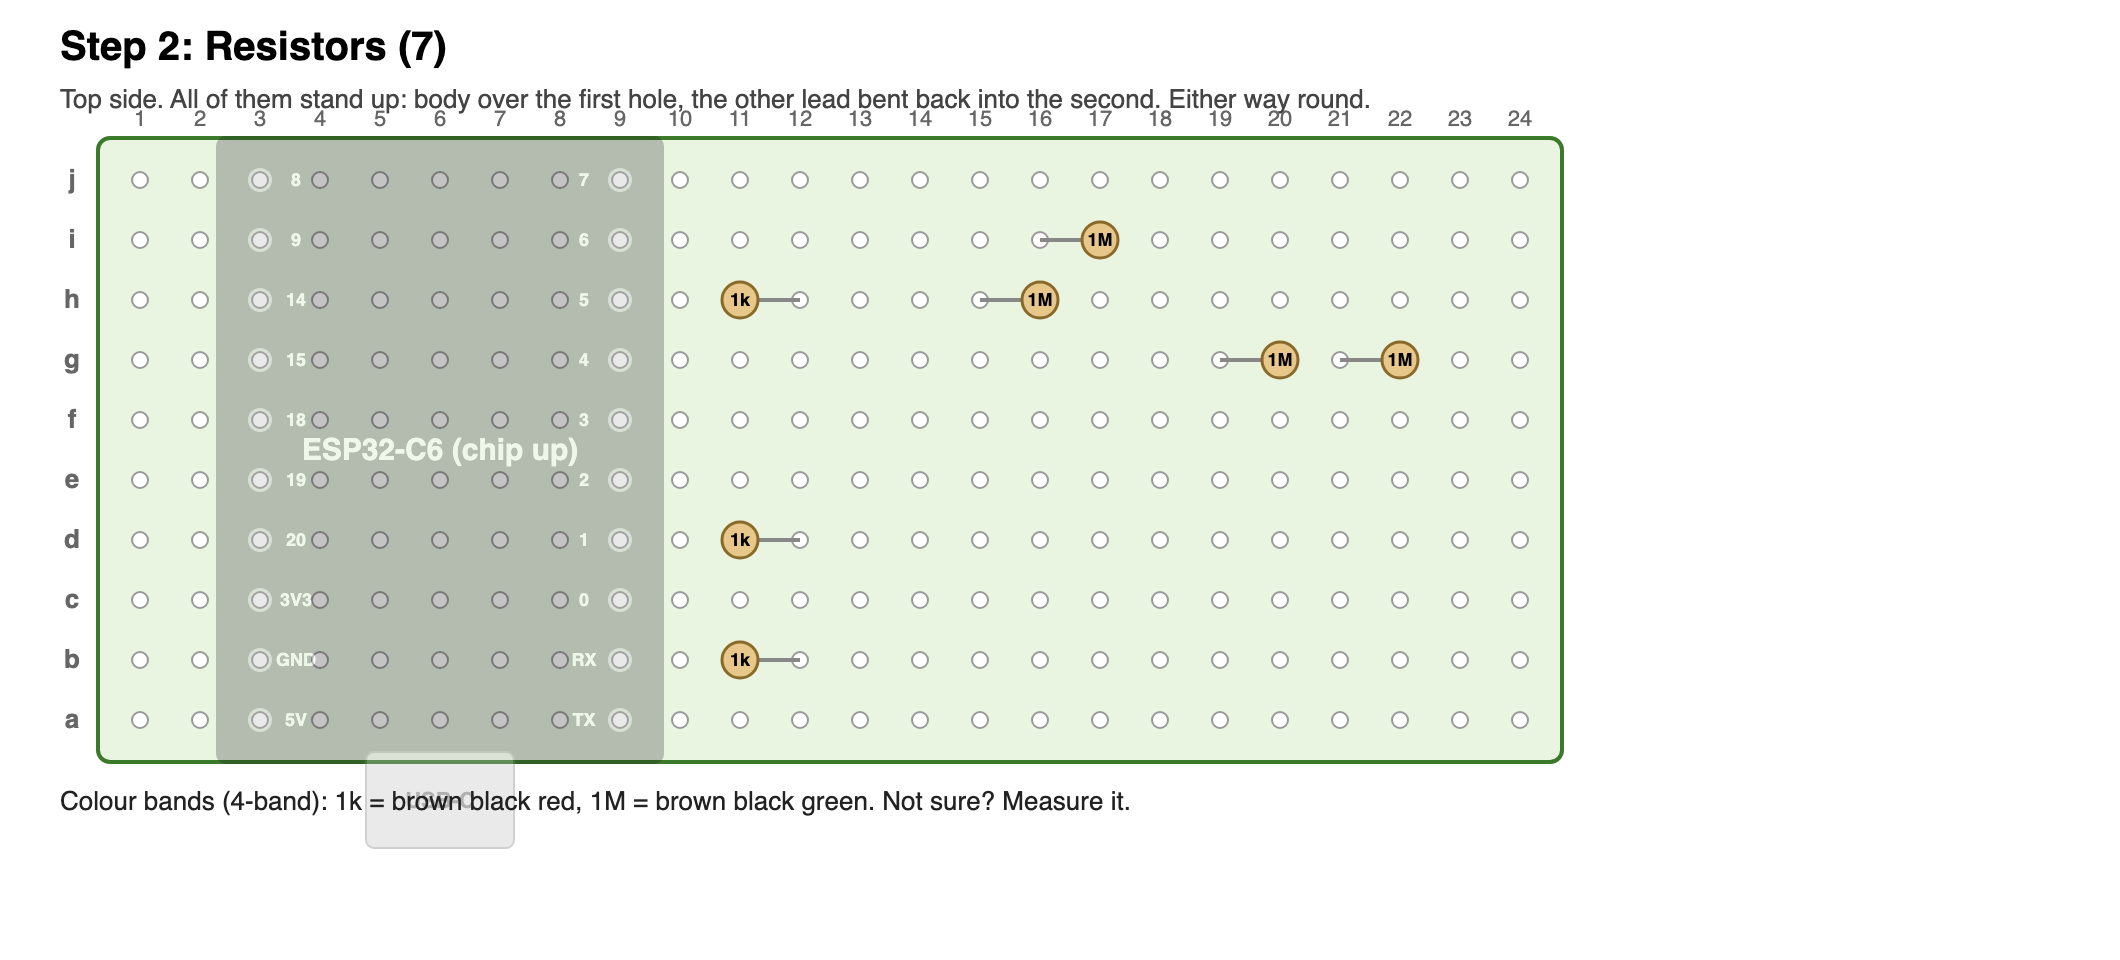 Step 2: Resistors (7)
Top side. All of them stand up: body over the first hole, the other lead bent back into the second. Either way round.
1 2 3 4 5 6 7 8 9 10 11 12 13 14 15 16 17 18 19 20 21 22 23 24
j 8 7
i 9 6 1M
h 14 5 1k 1M
g 15 4 1M 1M
f 18 3
ESP32-C6 (chip up)
e 19 2
d 20 1 1k
c 3V3 0
b GND RX 1k
a 5V TX
USB-C
Colour bands (4-band): 1k = brown black red, 1M = brown black green. Not sure? Measure it.